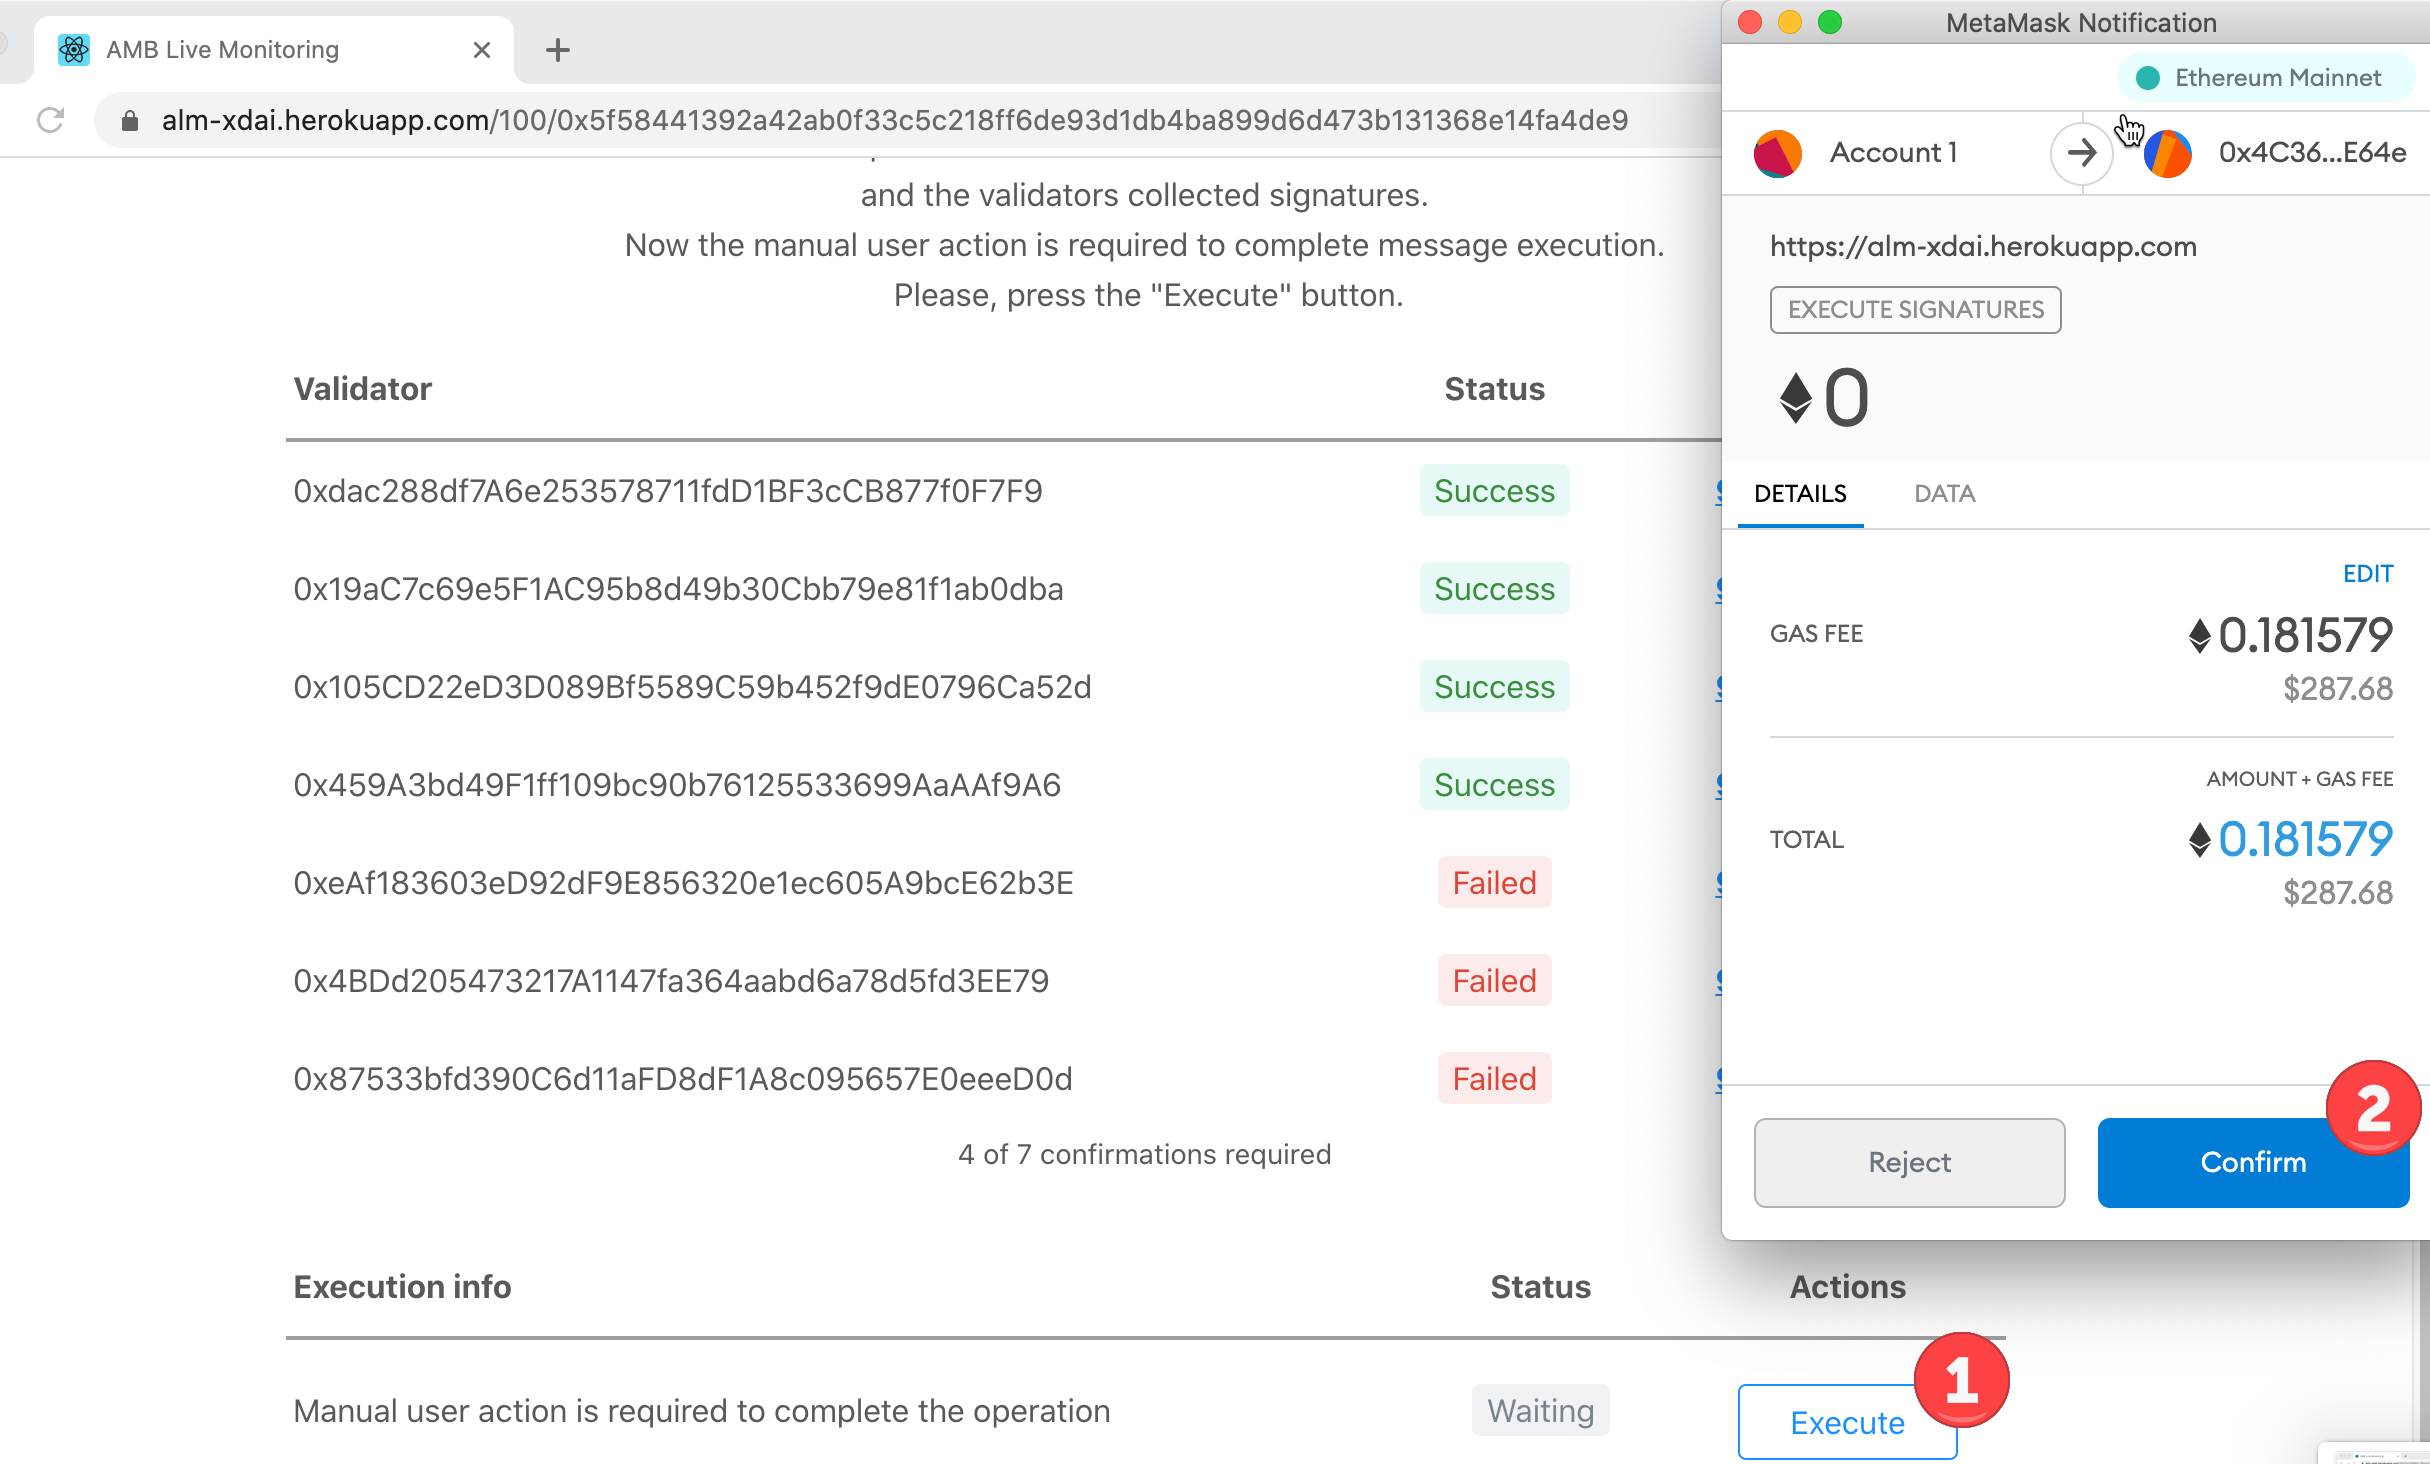 AMB Live Monitoring
alm-xdai.herokuapp.com/100/0x5f58441392a42ab0f33c5c218ff6de93d1db4ba899d6d473b131368e14fa4de9
and the validators collected signatures.
Now the manual user action is required to complete message execution.
Please, press the "Execute" button.
Validator Status
0xdac288df7A6e253578711fdD1BF3cCB877f0F7F9 Success
0x19aC7c69e5F1AC95b8d49b30Cbb79e81f1ab0dba Success
0x105CD22eD3D089Bf5589C59b452f9dE0796Ca52d Success
0x459A3bd49F1ff109bc90b76125533699AaAAf9A6 Success
0xeAf183603eD92dF9E856320e1ec605A9bcE62b3E Failed
0x4BDd205473217A1147fa364aabd6a78d5fd3EE79 Failed
0x87533bfd390C6d11aFD8dF1A8c095657E0eeeD0d Failed
4 of 7 confirmations required
Execution info Status Actions
Manual user action is required to complete the operation Waiting Execute
1
MetaMask Notification
Ethereum Mainnet
Account 1 0x4C36...E64e
https://alm-xdai.herokuapp.com
EXECUTE SIGNATURES
0
DETAILS DATA
EDIT
GAS FEE 0.181579
$287.68
AMOUNT + GAS FEE
TOTAL 0.181579
$287.68
Reject Confirm
2